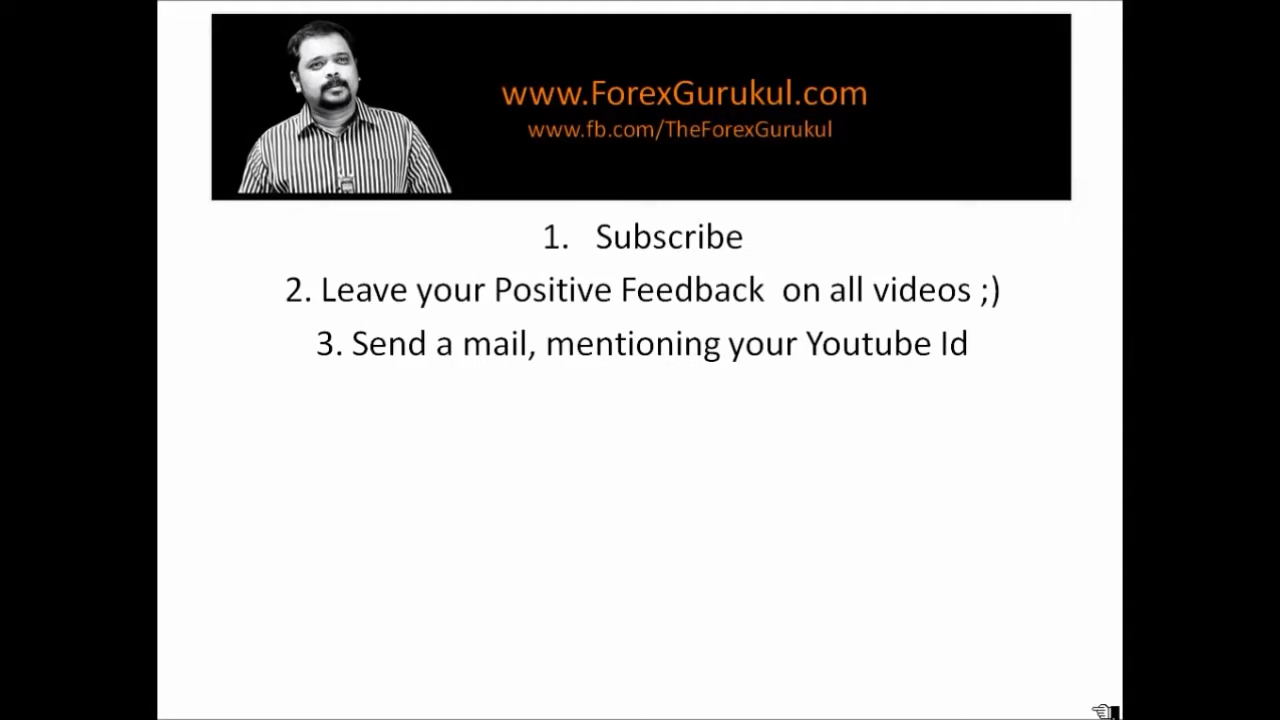 www.ForexGurukul.com
www.fb.com/TheForexGurukul
1. Subscribe
2. Leave your Positive Feedback on all videos ;)
3. Send a mail, mentioning your Youtube Id